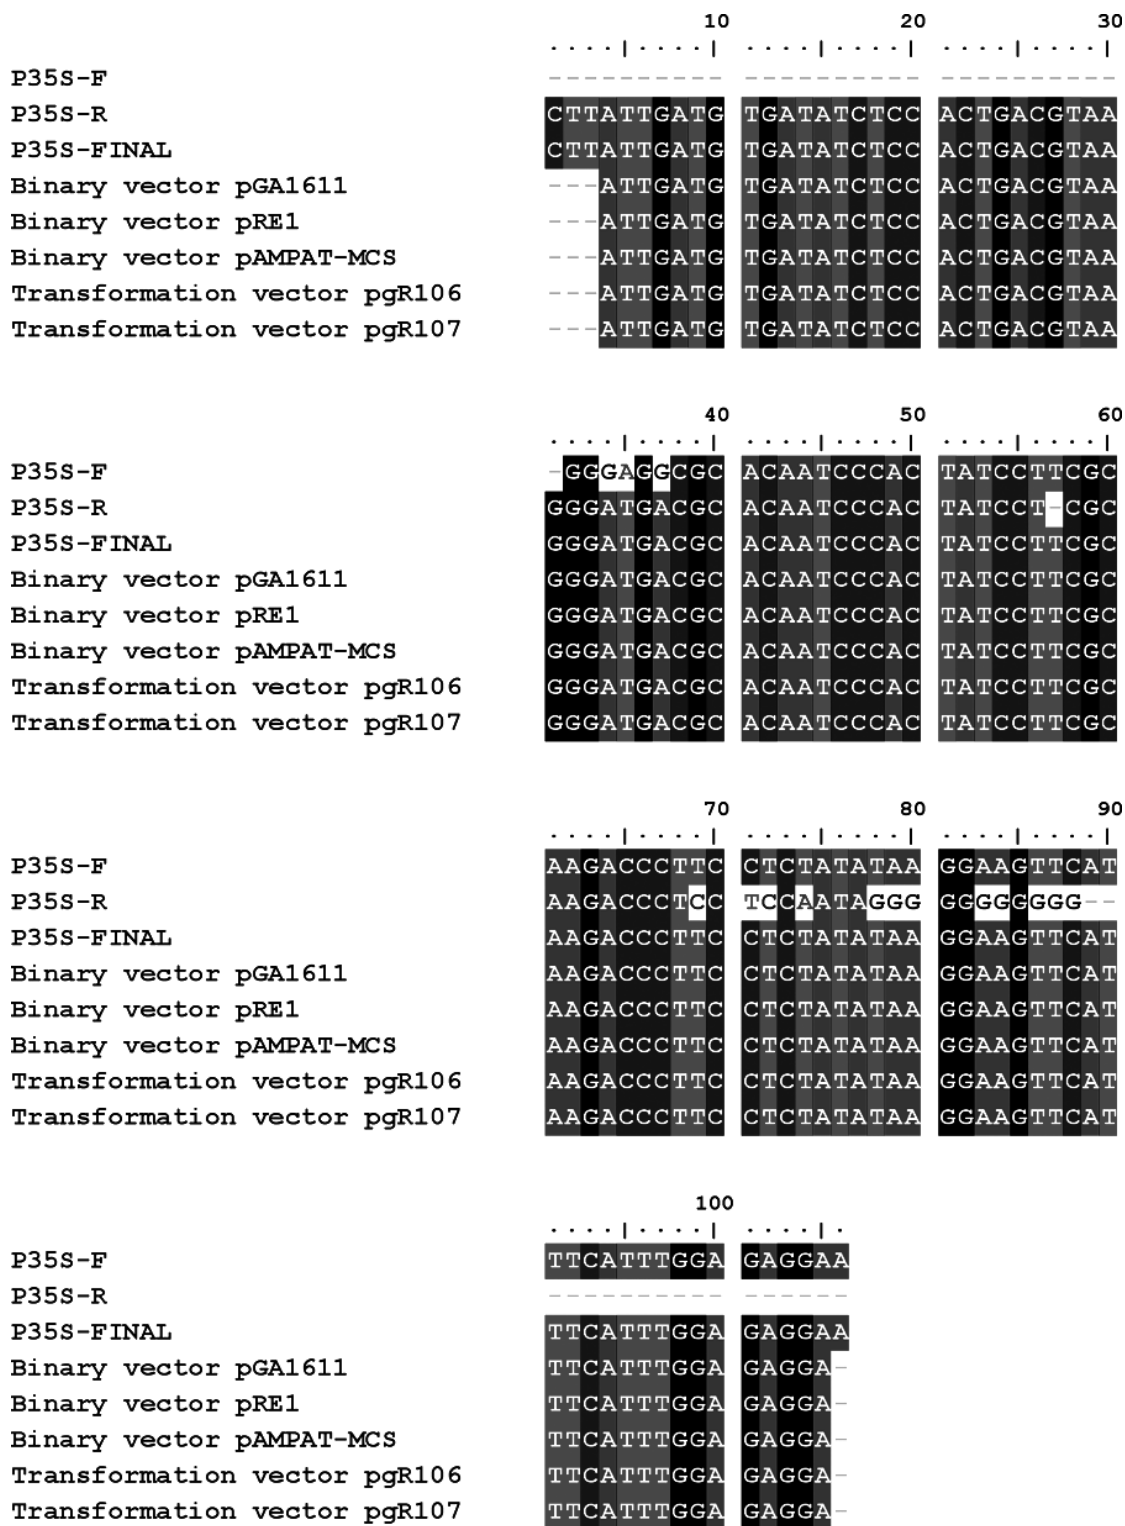 10 20 30
....|....| ....|....| ....|....|
P35S-F ---------- ---------- ----------
P35S-R CTTATTGATG TGATATCTCC ACTGACGTAA
P35S-FINAL CTTATTGATG TGATATCTCC ACTGACGTAA
Binary vector pGA1611 ---ATTGATG TGATATCTCC ACTGACGTAA
Binary vector pRE1 ---ATTGATG TGATATCTCC ACTGACGTAA
Binary vector pAMPAT-MCS ---ATTGATG TGATATCTCC ACTGACGTAA
Transformation vector pgR106 ---ATTGATG TGATATCTCC ACTGACGTAA
Transformation vector pgR107 ---ATTGATG TGATATCTCC ACTGACGTAA
40 50 60
....|....| ....|....| ....|....|
P35S-F -GGGAGGCGC ACAATCCCAC TATCCTTCGC
P35S-R GGGATGACGC ACAATCCCAC TATCCT-CGC
P35S-FINAL GGGATGACGC ACAATCCCAC TATCCTTCGC
Binary vector pGA1611 GGGATGACGC ACAATCCCAC TATCCTTCGC
Binary vector pRE1 GGGATGACGC ACAATCCCAC TATCCTTCGC
Binary vector pAMPAT-MCS GGGATGACGC ACAATCCCAC TATCCTTCGC
Transformation vector pgR106 GGGATGACGC ACAATCCCAC TATCCTTCGC
Transformation vector pgR107 GGGATGACGC ACAATCCCAC TATCCTTCGC
70 80 90
....|....| ....|....| ....|....|
P35S-F AAGACCCTTC CTCTATATAA GGAAGTTCAT
P35S-R AAGACCCTCC TCCAATAGGG GGGGGGGG--
P35S-FINAL AAGACCCTTC CTCTATATAA GGAAGTTCAT
Binary vector pGA1611 AAGACCCTTC CTCTATATAA GGAAGTTCAT
Binary vector pRE1 AAGACCCTTC CTCTATATAA GGAAGTTCAT
Binary vector pAMPAT-MCS AAGACCCTTC CTCTATATAA GGAAGTTCAT
Transformation vector pgR106 AAGACCCTTC CTCTATATAA GGAAGTTCAT
Transformation vector pgR107 AAGACCCTTC CTCTATATAA GGAAGTTCAT
100
....|....| ....|.
P35S-F TTCATTTGGA GAGGAA
P35S-R ---------- ------
P35S-FINAL TTCATTTGGA GAGGAA
Binary vector pGA1611 TTCATTTGGA GAGGA-
Binary vector pRE1 TTCATTTGGA GAGGA-
Binary vector pAMPAT-MCS TTCATTTGGA GAGGA-
Transformation vector pgR106 TTCATTTGGA GAGGA-
Transformation vector pgR107 TTCATTTGGA GAGGA-